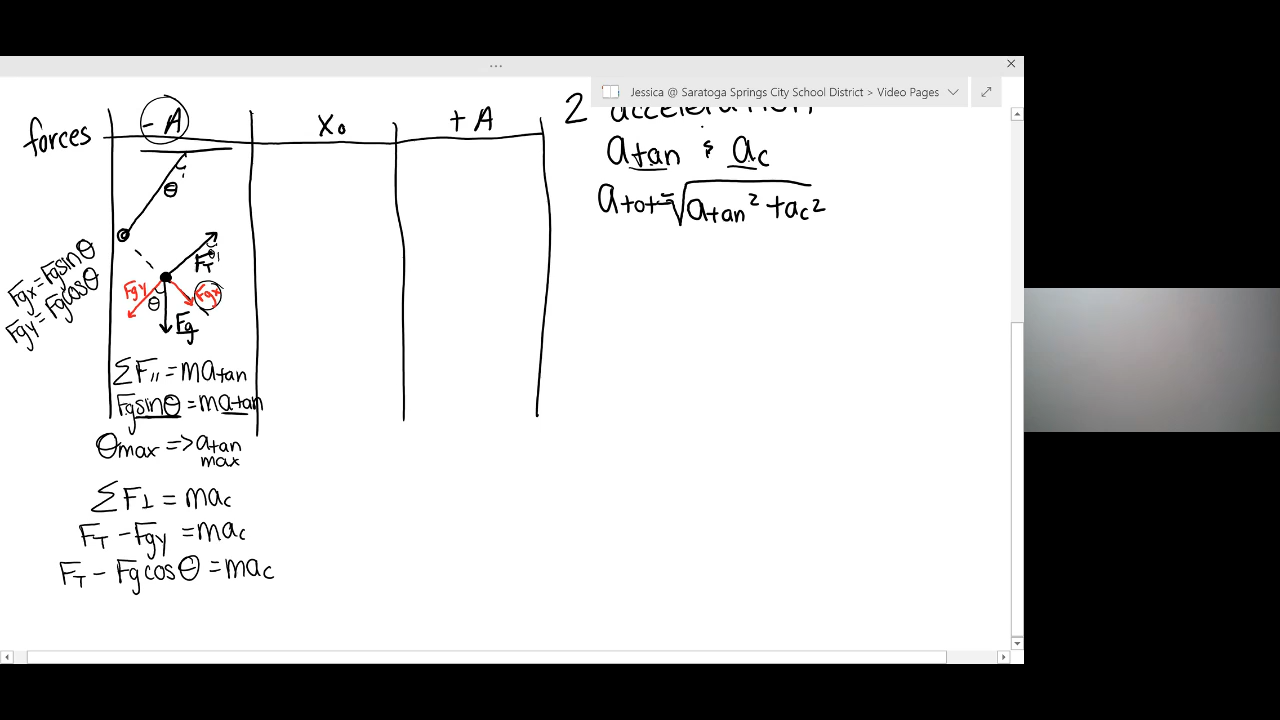 Jessica @ Saratoga Springs City School District > Video Pages
forces
-A
X₀
+A
θ
Fgx = Fgsinθ
Fgy = Fgcosθ
FT
θ
Fgy
θ
Fgx
Fg
ΣF∥ = matan
Fgsinθ = matan
θmax => atan
max
ΣF⊥ = mac
FT - Fgy = mac
FT - Fgcosθ = mac
2 acceleration
atan & ac
atot = √atan² + ac²